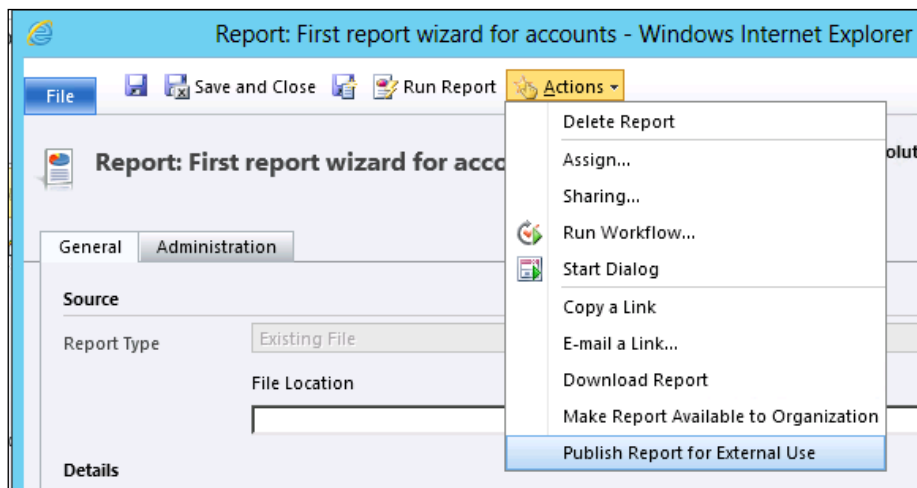 Report: First report wizard for accounts - Windows Internet Explorer
File
Save and Close
Run Report
Actions
Delete Report
Assign...
Sharing...
Run Workflow...
Start Dialog
Copy a Link
E-mail a Link...
Download Report
Make Report Available to Organization
Publish Report for External Use
Report: First report wizard for acco
olut
General
Administration
Source
Report Type
Existing File
File Location
Details